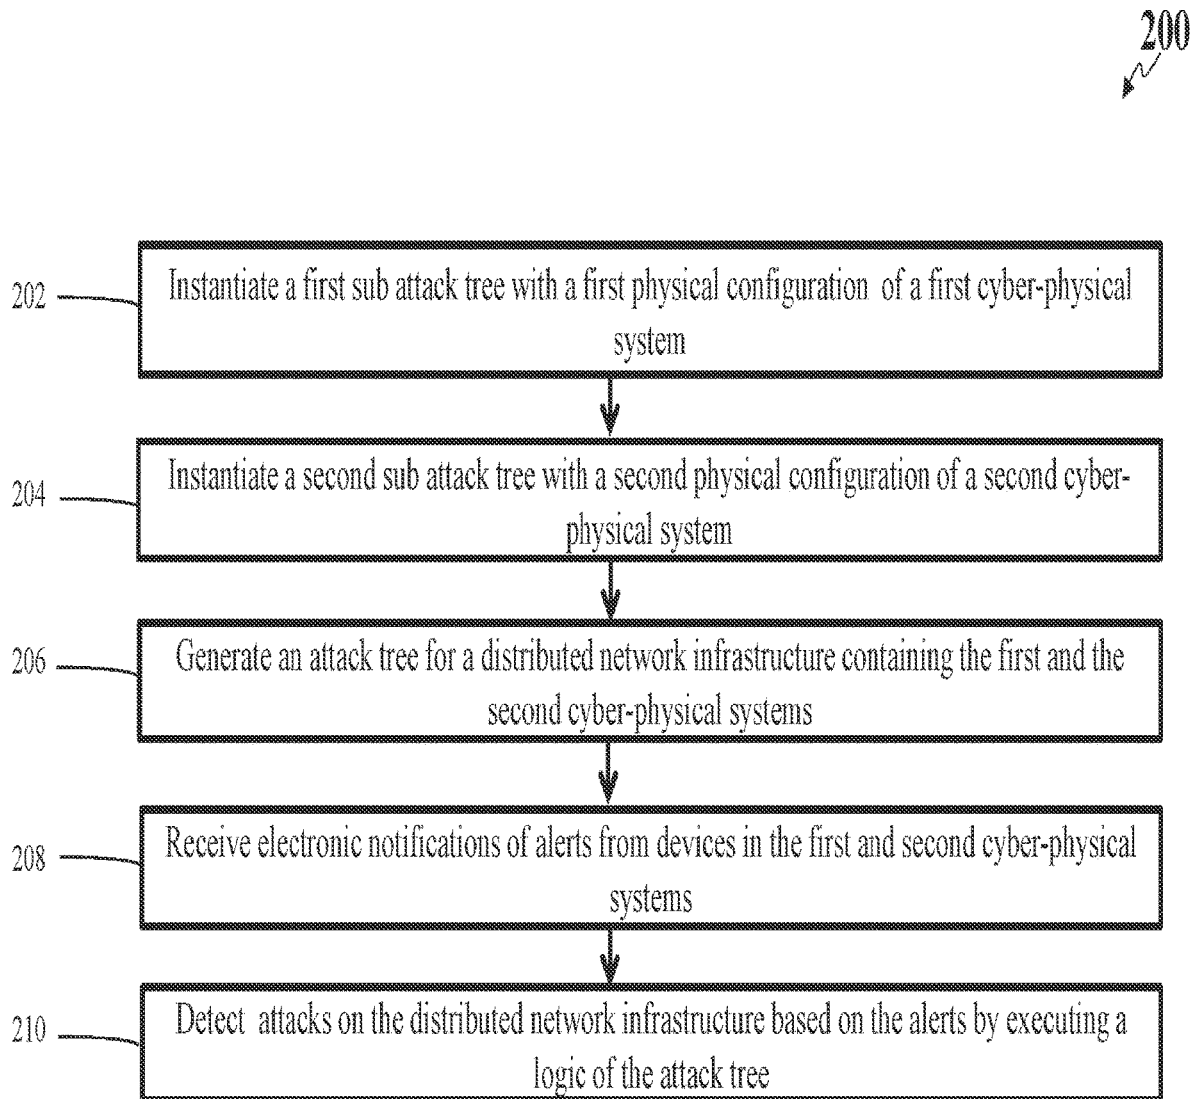 200
202
Instantiate a first sub attack tree with a first physical configuration of a first cyber-physical
system
204
Instantiate a second sub attack tree with a second physical configuration of a second cyber-
physical system
206
Generate an attack tree for a distributed network infrastructure containing the first and the
second cyber-physical systems
208
Receive electronic notifications of alerts from devices in the first and second cyber-physical
systems
210
Detect attacks on the distributed network infrastructure based on the alerts by executing a
logic of the attack tree